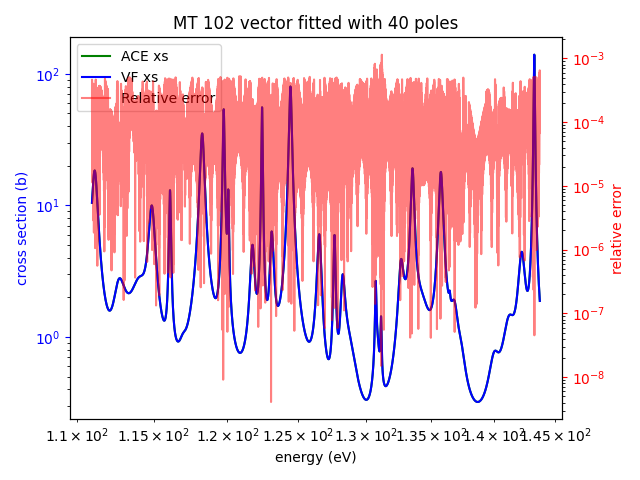 MT 102 vector fitted with 40 poles
ACE xs
VF xs
Relative error
cross section (b)
10²
10¹
10⁰
10⁻³
10⁻⁴
10⁻⁵
10⁻⁶
10⁻⁷
10⁻⁸
relative error
1.1 × 10² 1.15 × 10² 1.2 × 10² 1.25 × 10² 1.3 × 10² 1.35 × 10² 1.4 × 10² 1.45 × 10²
energy (eV)